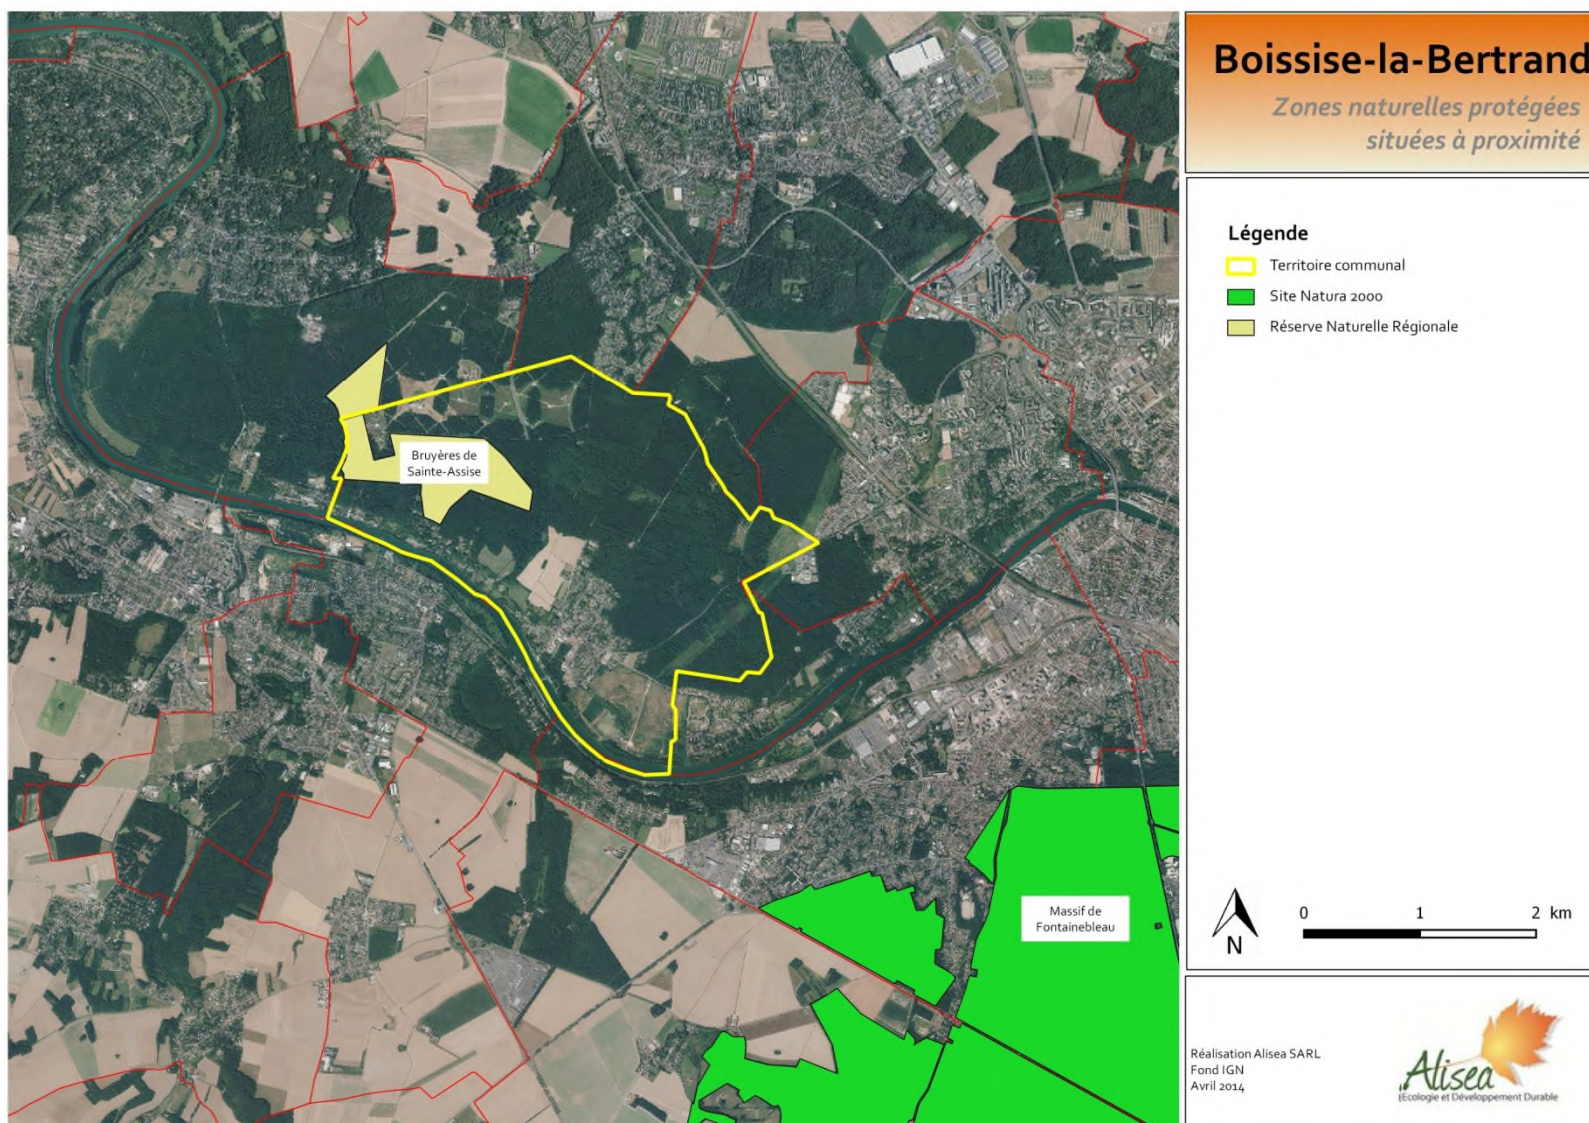 Boissise-la-Bertrand
Zones naturelles protégées
situées à proximité
Légende
Territoire communal
Site Natura 2000
Réserve Naturelle Régionale
Bruyères de
Sainte-Assise
Massif de
Fontainebleau
0 1 2 km
N
Réalisation Alisea SARL
Fond IGN
Avril 2014
Alisea
Ecologie et Développement Durable